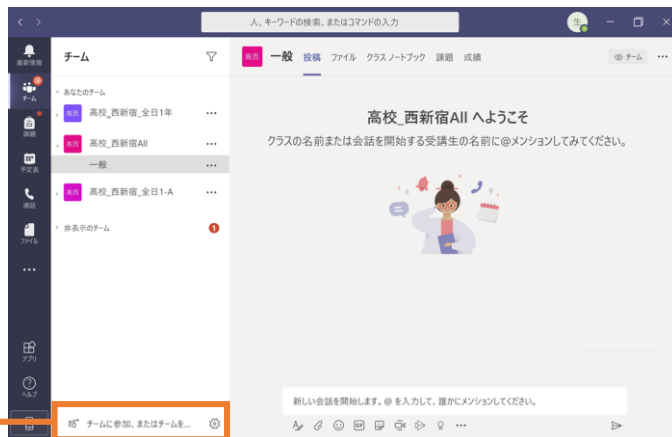 人、キーワードの検索、またはコマンドの入力
生
最新情報
チーム
課題
予定表
通話
ファイル
アプリ
ヘルプ
チーム
あなたのチーム
高西 高校_西新宿_全日1年
高西 高校_西新宿All
一般
高西 高校_西新宿_全日1-A
非表示のチーム 1
チームに参加、またはチームを...
高西 一般 投稿 ファイル クラス ノートブック 課題 成績 チーム
高校_西新宿All へようこそ
クラスの名前または会話を開始する受講生の名前に@メンションしてみてください。
新しい会話を開始します。@ を入力して、誰かにメンションしてください。
GIF